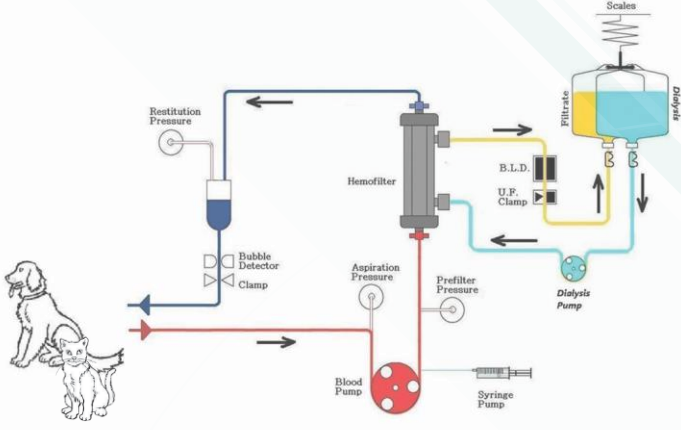 Scales
Filtrate
Dialysis
Restitution
Pressure
B.L.D.
Hemofilter
U.F.
Clamp
Bubble
Detector
Clamp
Aspiration
Pressure
Prefilter
Pressure
Dialysis
Pump
Blood
Pump
Syringe
Pump